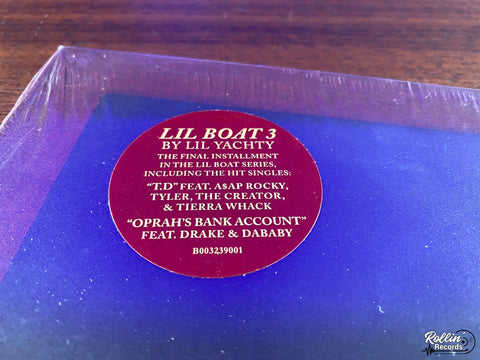 LIL BOAT 3
BY LIL YACHTY
THE FINAL INSTALLMENT
IN THE LIL BOAT SERIES,
INCLUDING THE HIT SINGLES:
“T.D” FEAT. A$AP ROCKY,
TYLER, THE CREATOR,
& TIERRA WHACK
“OPRAH’S BANK ACCOUNT”
FEAT. DRAKE & DABABY
B003239001
Rollin’
Records